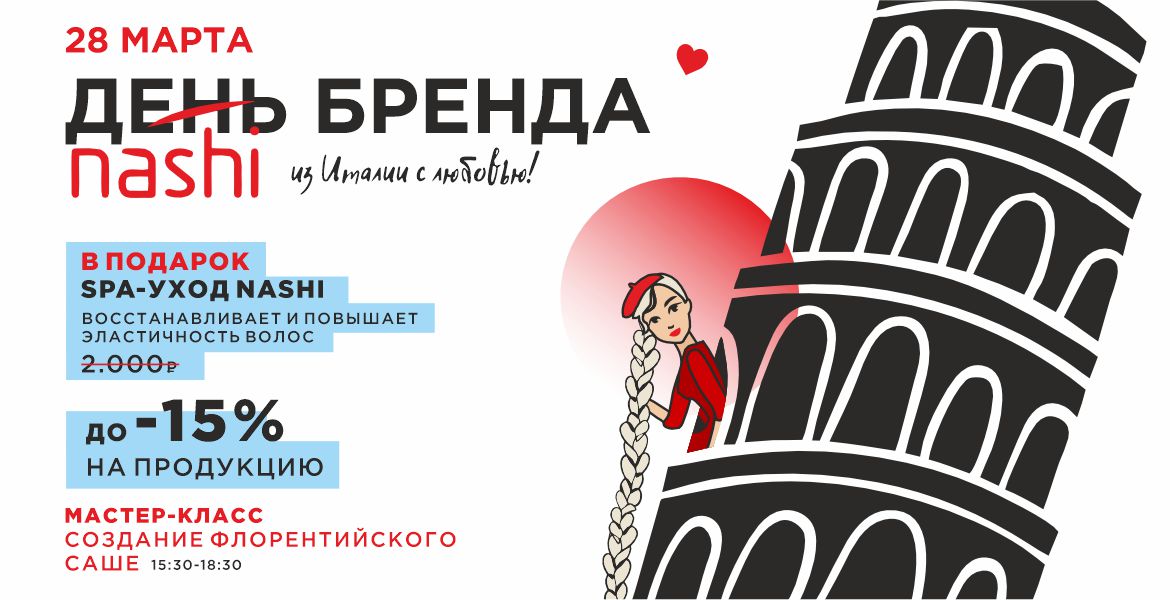 28 МАРТА
ДЕНЬ БРЕНДА
nashi из Италии с любовью!
В ПОДАРОК
SPA-УХОД NASHI
ВОССТАНАВЛИВАЕТ И ПОВЫШАЕТ
ЭЛАСТИЧНОСТЬ ВОЛОС
2.000₽
ДО -15%
НА ПРОДУКЦИЮ
МАСТЕР-КЛАСС
СОЗДАНИЕ ФЛОРЕНТИЙСКОГО
САШЕ 15:30-18:30